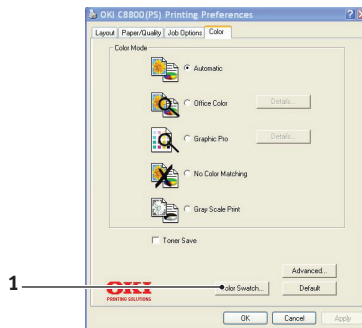 OKI C8800(PS) Printing Preferences
Layout Paper/Quality Job Options Color
Color Mode
Automatic
Office Color Details...
Graphic Pro Details...
No Color Matching
Gray Scale Print
Toner Save
Advanced...
1 Color Swatch... Default
OKI
PRINTING SOLUTIONS
OK Cancel Apply